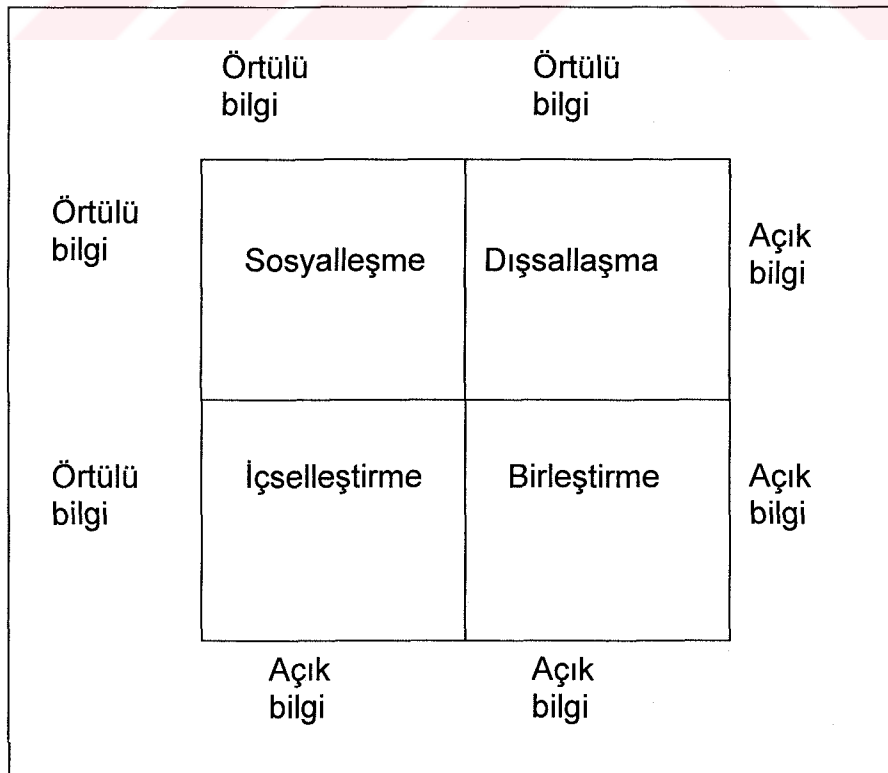 Örtülü
bilgi
Örtülü
bilgi
Örtülü
bilgi
Sosyalleşme
Dışsallaşma
Açık
bilgi
Örtülü
bilgi
İçselleştirme
Birleştirme
Açık
bilgi
Açık
bilgi
Açık
bilgi